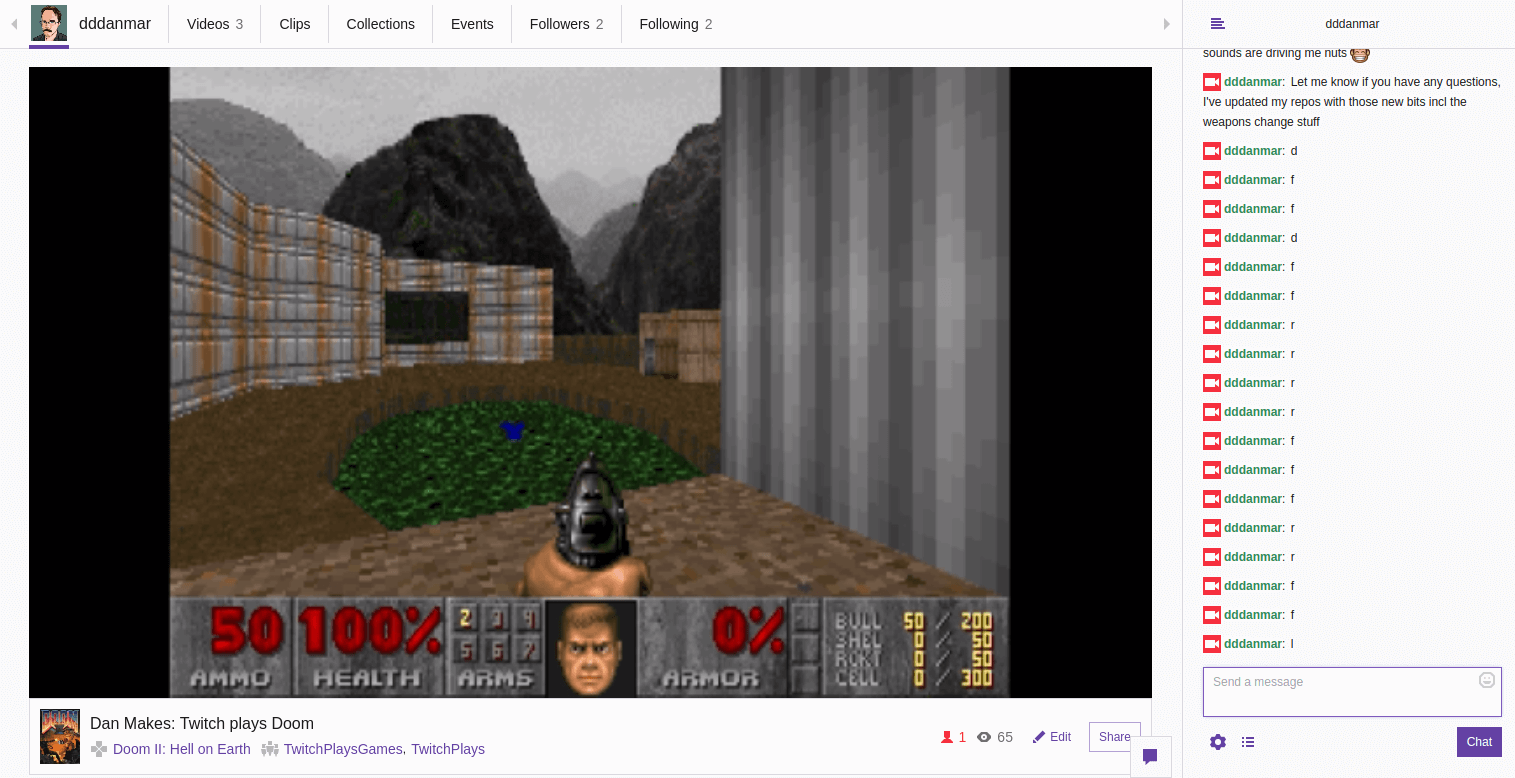 dddanmar
Videos 3
Clips
Collections
Events
Followers 2
Following 2
50
AMMO
100%
HEALTH
2 3 4
5 6 7
ARMS
0%
ARMOR
BULL 50 / 200
SHEL 0 / 50
RCKT 0 / 50
CELL 0 / 300
DOOM
Dan Makes: Twitch plays Doom
Doom II: Hell on Earth TwitchPlaysGames, TwitchPlays
1 65 Edit Share
dddanmar
sounds are driving me nuts
dddanmar: Let me know if you have any questions,
I've updated my repos with those new bits incl the
weapons change stuff
dddanmar: d
dddanmar: f
dddanmar: f
dddanmar: d
dddanmar: f
dddanmar: f
dddanmar: r
dddanmar: r
dddanmar: r
dddanmar: r
dddanmar: f
dddanmar: f
dddanmar: f
dddanmar: r
dddanmar: r
dddanmar: f
dddanmar: f
dddanmar: l
Send a message
Chat